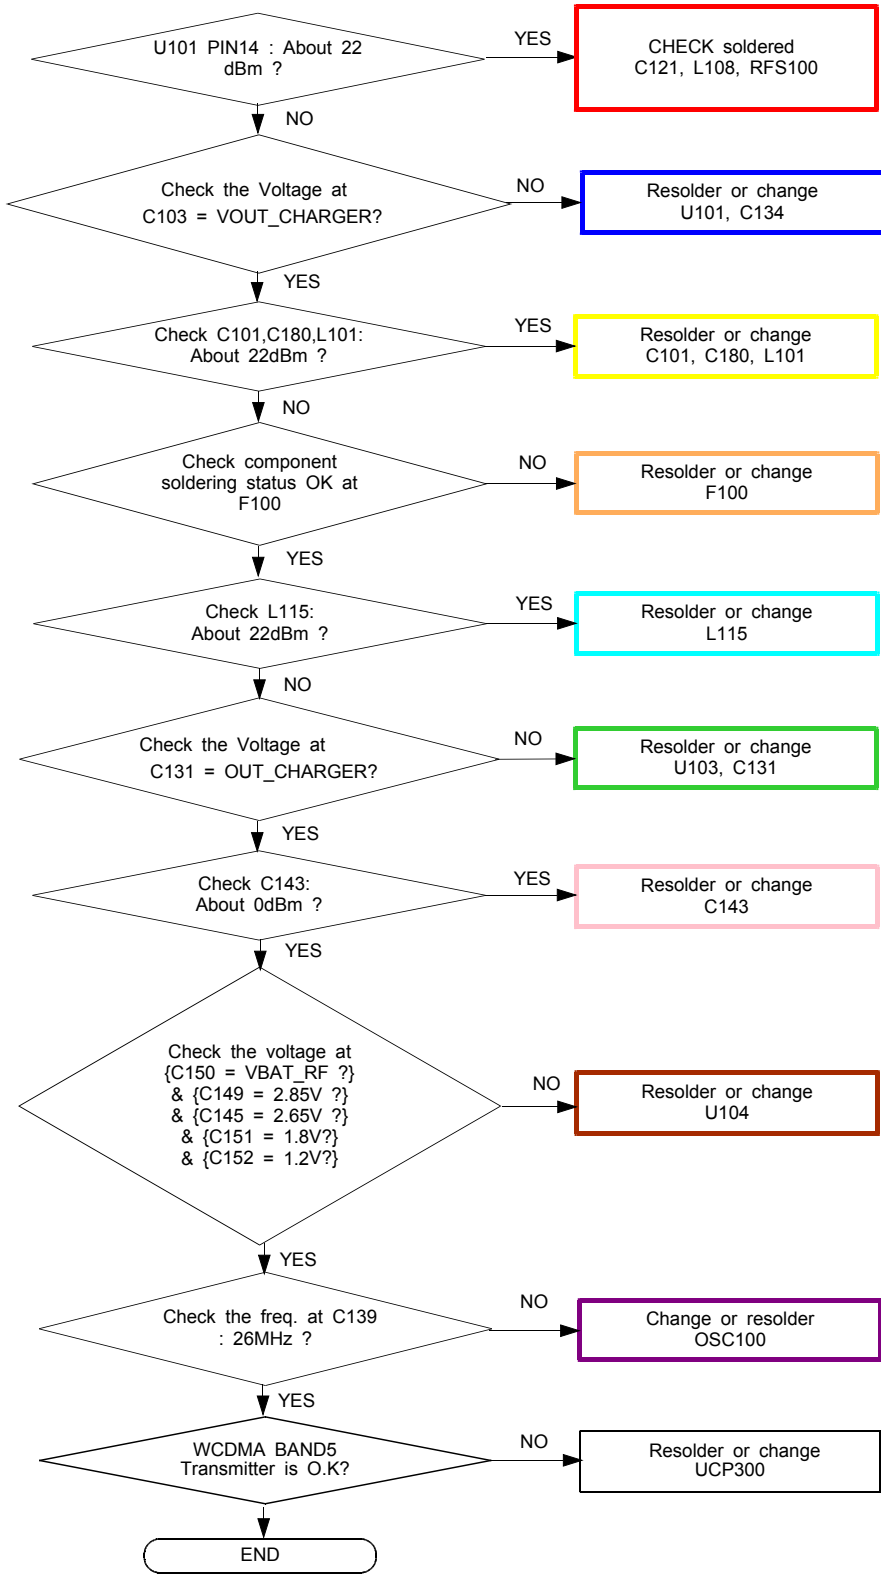 U101 PIN14 : About 22
dBm ?
YES
CHECK soldered
C121, L108, RFS100
NO
Check the Voltage at
C103 = VOUT_CHARGER?
NO
Resolder or change
U101, C134
YES
Check C101,C180,L101:
About 22dBm ?
YES
Resolder or change
C101, C180, L101
NO
Check component
soldering status OK at
F100
NO
Resolder or change
F100
YES
Check L115:
About 22dBm ?
YES
Resolder or change
L115
NO
Check the Voltage at
C131 = OUT_CHARGER?
NO
Resolder or change
U103, C131
YES
Check C143:
About 0dBm ?
YES
Resolder or change
C143
YES
Check the voltage at
{C150 = VBAT_RF ?}
& {C149 = 2.85V ?}
& {C145 = 2.65V ?}
& {C151 = 1.8V?}
& {C152 = 1.2V?}
NO
Resolder or change
U104
YES
Check the freq. at C139
: 26MHz ?
NO
Change or resolder
OSC100
YES
WCDMA BAND5
Transmitter is O.K?
NO
Resolder or change
UCP300
END